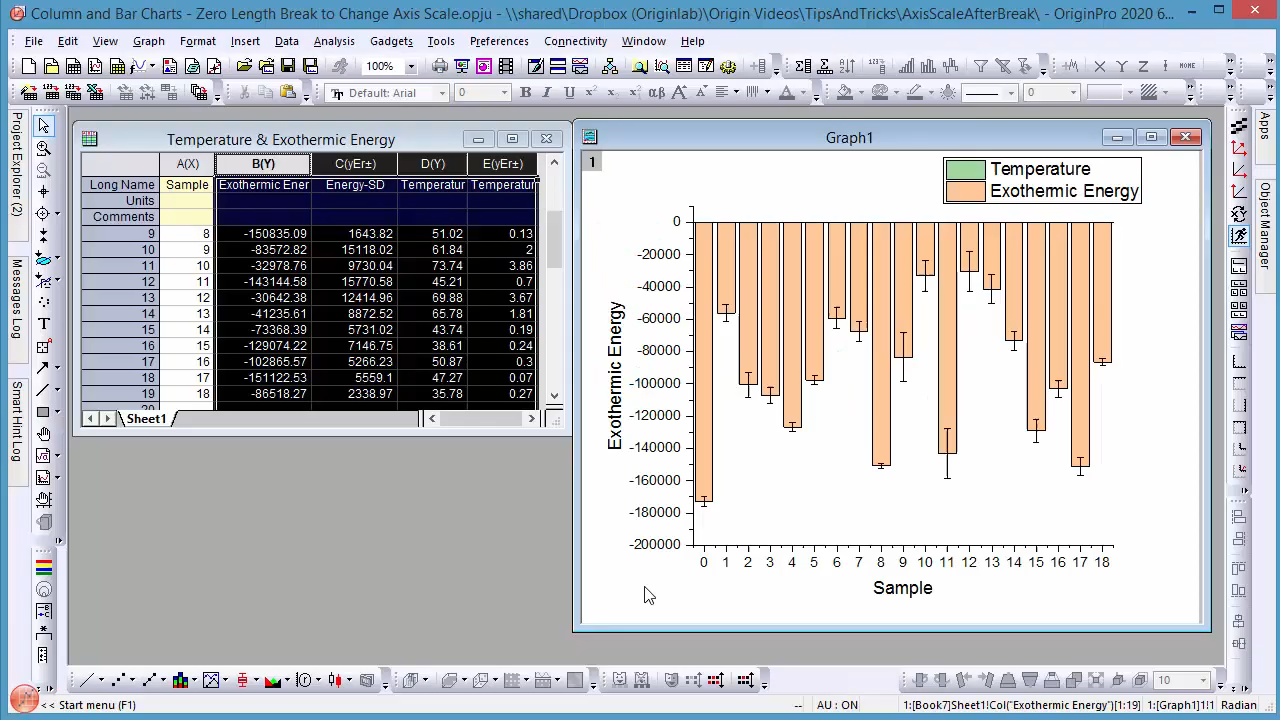 Column and Bar Charts - Zero Length Break to Change Axis Scale.opju - \\shared\Dropbox (Originlab)\Origin Videos\TipsAndTricks\AxisScaleAfterBreak\ - OriginPro 2020 6...
File Edit View Graph Format Insert Data Analysis Gadgets Tools Preferences Connectivity Window Help
100%
Default: Arial 0 B I U 0
Project Explorer (2)
Messages Log
Smart Hint Log
Apps
Object Manager
Temperature & Exothermic Energy
A(X) B(Y) C(yEr±) D(Y) E(yEr±)
Long Name Sample Exothermic Ener Energy-SD Temperatur Temperatur
Units
Comments
9 8 -150835.09 1643.82 51.02 0.13
10 9 -83572.82 15118.02 61.84 2
11 10 -32978.76 9730.04 73.74 3.86
12 11 -143144.58 15770.58 45.21 0.7
13 12 -30642.38 12414.96 69.88 3.67
14 13 -41235.61 8872.52 65.78 1.81
15 14 -73368.39 5731.02 43.74 0.19
16 15 -129074.22 7146.75 38.61 0.24
17 16 -102865.57 5266.23 50.87 0.3
18 17 -151122.53 5559.1 47.27 0.07
19 18 -86518.27 2338.97 35.78 0.27
Sheet1
Graph1
1
Temperature
Exothermic Energy
0
-20000
-40000
-60000
-80000
-100000
-120000
-140000
-160000
-180000
-200000
Exothermic Energy
0 1 2 3 4 5 6 7 8 9 10 11 12 13 14 15 16 17 18
Sample
10
<< Start menu (F1) -- AU : ON 1:[Book7]Sheet1!Col("Exothermic Energy")[1:19] 1:[Graph1]1!1 Radian